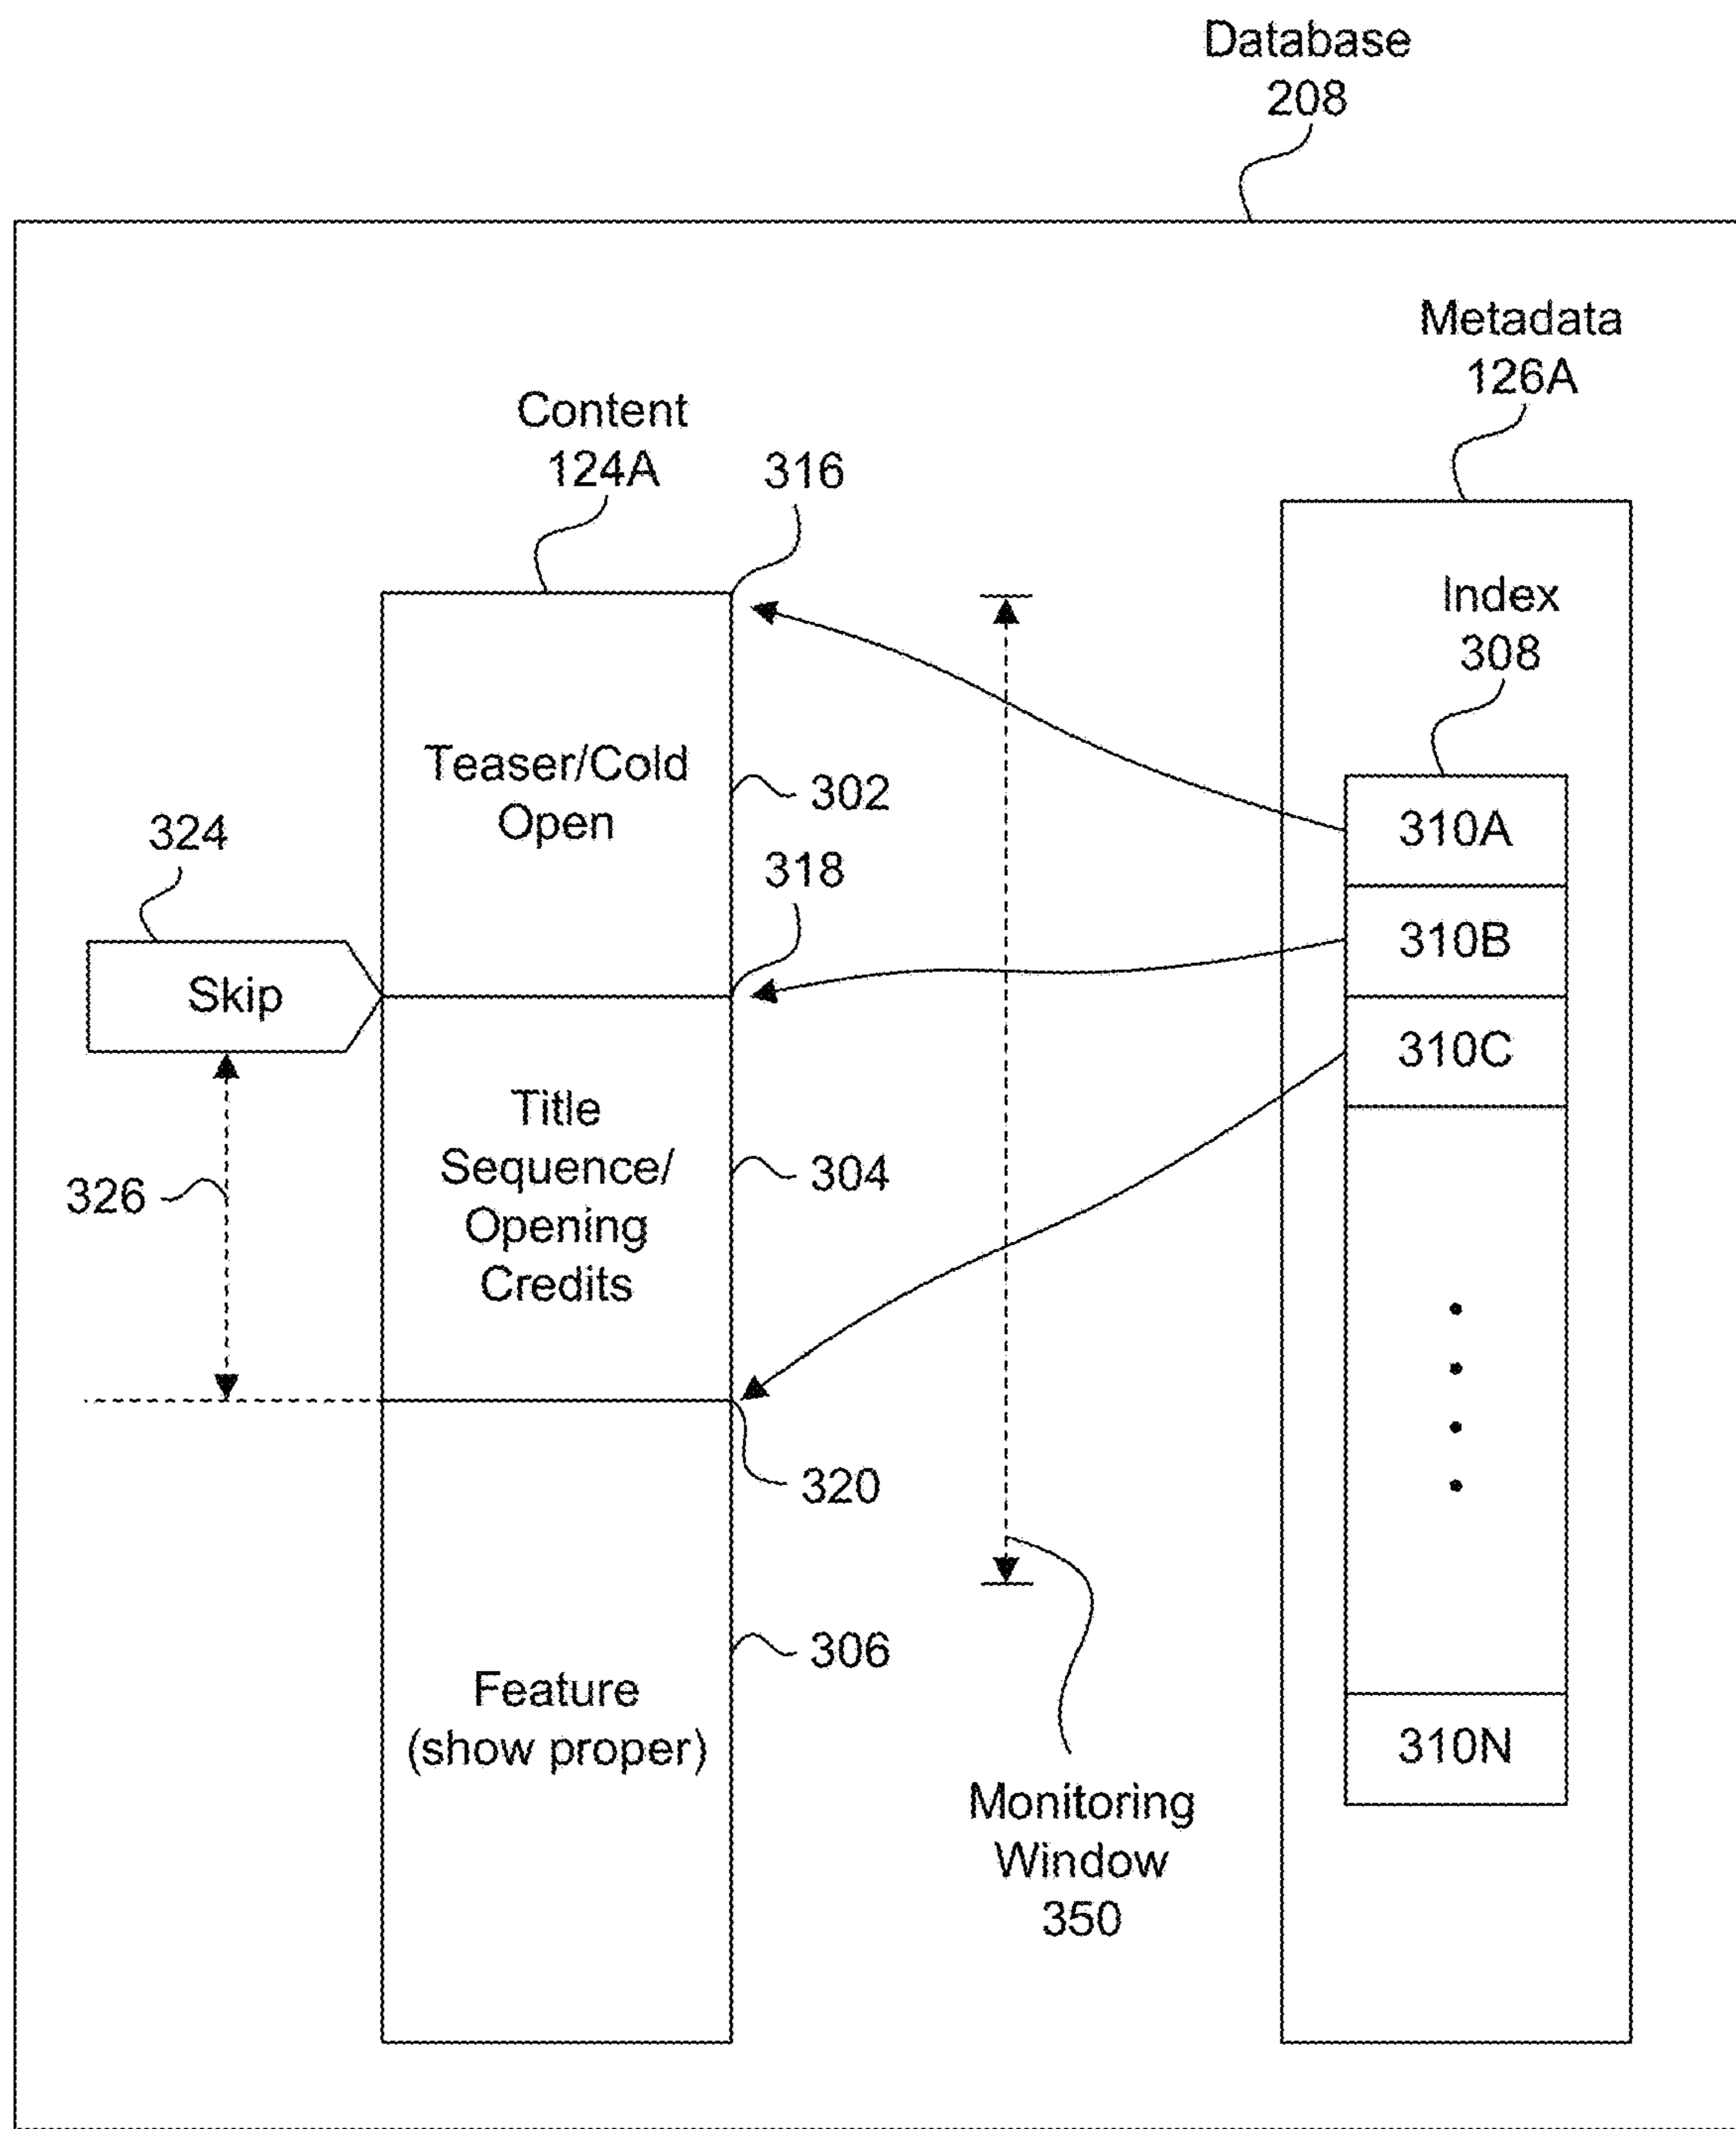 Database
208
Metadata
126A
Content
124A
316
Index
308
Teaser/Cold
Open
302
310A
324
318
310B
Skip
310C
Title
Sequence/
Opening
Credits
304
326
320
306
Feature
(show proper)
310N
Monitoring
Window
350